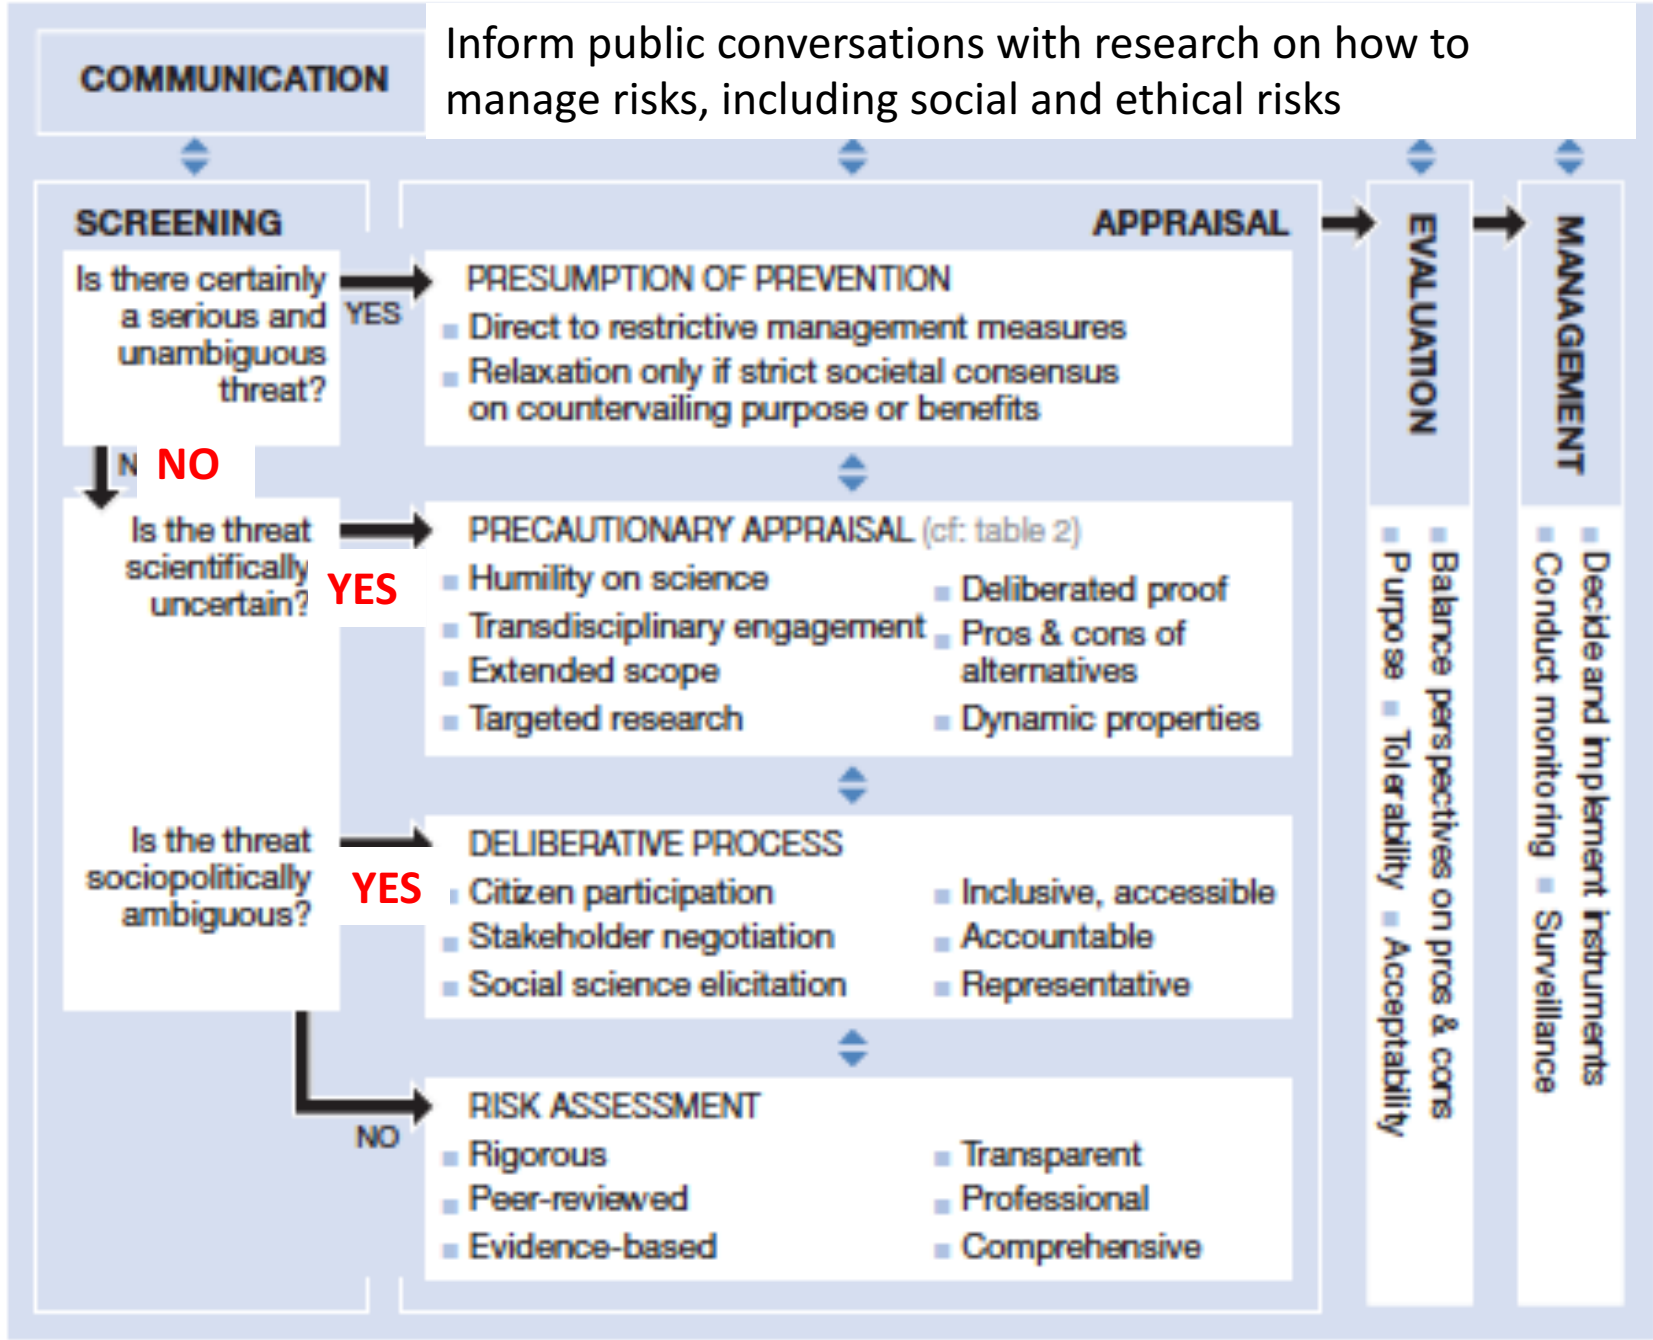 COMMUNICATION
Inform public conversations with research on how to
manage risks, including social and ethical risks
SCREENING
Is there certainly
a serious and
unambiguous
threat?
YES
N
NO
Is the threat
scientifically
uncertain?
YES
Is the threat
sociopolitically
ambiguous?
YES
NO
APPRAISAL
PRESUMPTION OF PREVENTION
Direct to restrictive management measures
Relaxation only if strict societal consensus
on countervailing purpose or benefits
PRECAUTIONARY APPRAISAL (cf: table 2)
Humility on science
Transdisciplinary engagement
Extended scope
Targeted research
Deliberated proof
Pros & cons of
alternatives
Dynamic properties
DELIBERATIVE PROCESS
Citizen participation
Stakeholder negotiation
Social science elicitation
Inclusive, accessible
Accountable
Representative
RISK ASSESSMENT
Rigorous
Peer-reviewed
Evidence-based
Transparent
Professional
Comprehensive
EVALUATION
Balance perspectives on pros & cons
Purpose Tolerability Acceptability
MANAGEMENT
Decide and implement instruments
Conduct monitoring Surveillance